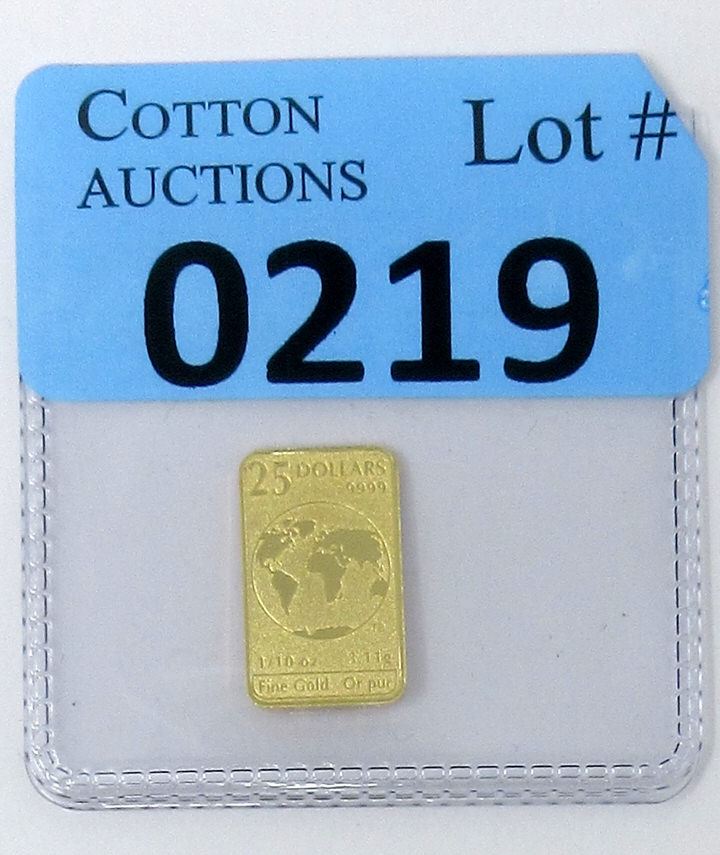 COTTON
AUCTIONS
Lot #
0219
25 DOLLARS
9999
1/10 oz 3.11g
Fine Gold Or pur